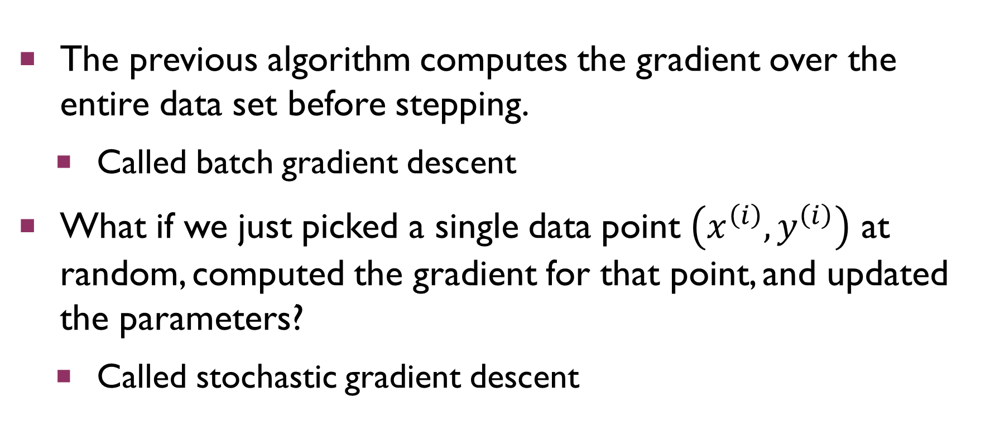 ▪ The previous algorithm computes the gradient over the
entire data set before stepping.
▪ Called batch gradient descent
▪ What if we just picked a single data point (x⁽ⁱ⁾, y⁽ⁱ⁾) at
random, computed the gradient for that point, and updated
the parameters?
▪ Called stochastic gradient descent